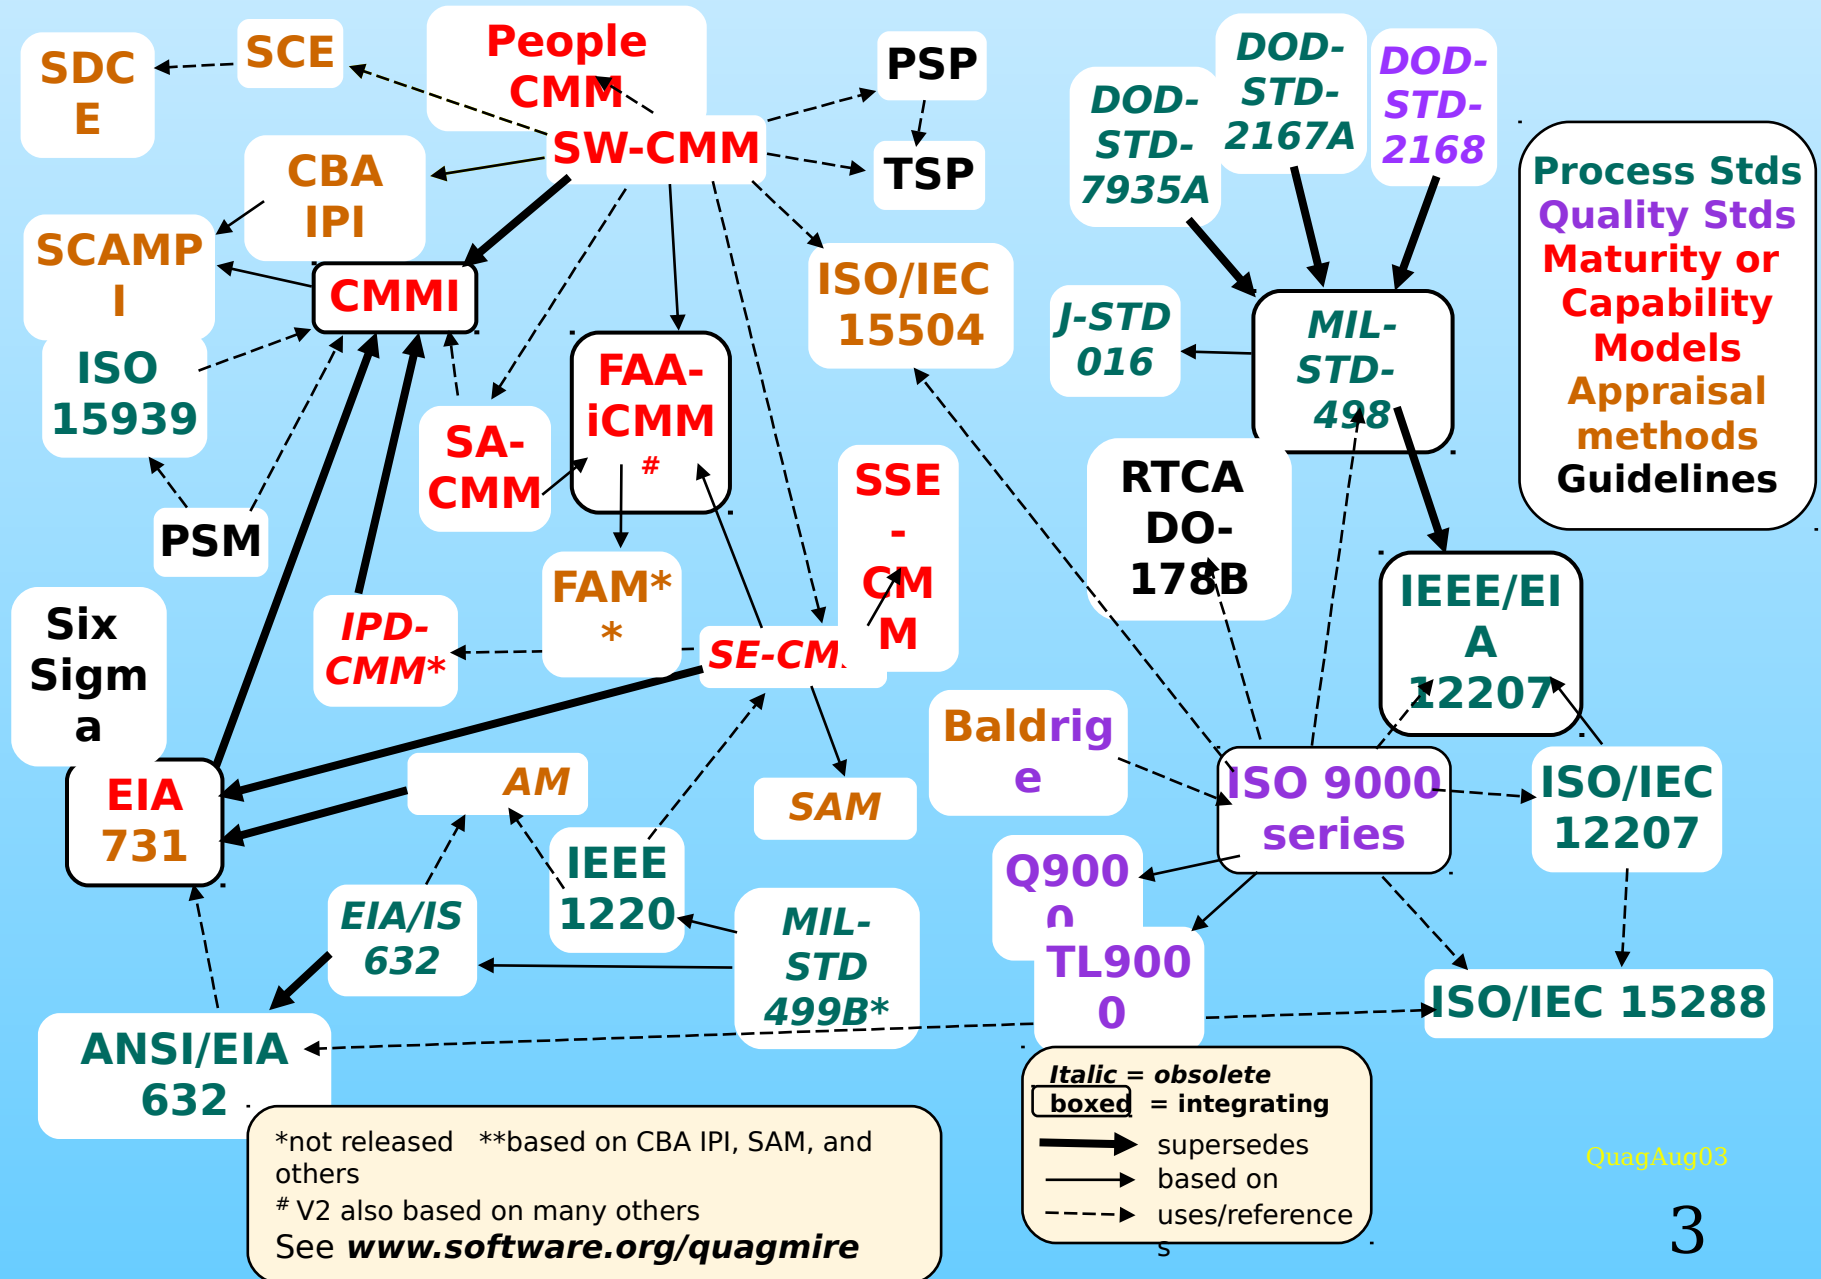 SDC
E
SCE
People
CMM
SW-CMM
PSP
TSP
DOD-
STD-
7935A
DOD-
STD-
2167A
DOD-
STD-
2168
Process Stds
Quality Stds
Maturity or
Capability
Models
Appraisal
methods
Guidelines
CBA
IPI
SCAMP
I
CMMI
ISO
15939
PSM
FAA-
iCMM
#
SA-
CMM
ISO/IEC
15504
J-STD
016
MIL-
STD-
498
RTCA
DO-
178B
SSE
-
CM
M
IEEE/EI
A
12207
Six
Sigm
a
IPD-
CMM*
FAM*
*
SE-CM
Baldrig
e
EIA
731
AM
SAM
ISO 9000
series
ISO/IEC
12207
IEEE
1220
EIA/IS
632
MIL-
STD
499B*
Q900
0
TL900
0
ISO/IEC 15288
ANSI/EIA
632
*not released   **based on CBA IPI, SAM, and
others
# V2 also based on many others
See www.software.org/quagmire
Italic = obsolete
boxed = integrating
supersedes
based on
uses/reference
s
QuagAug03
3